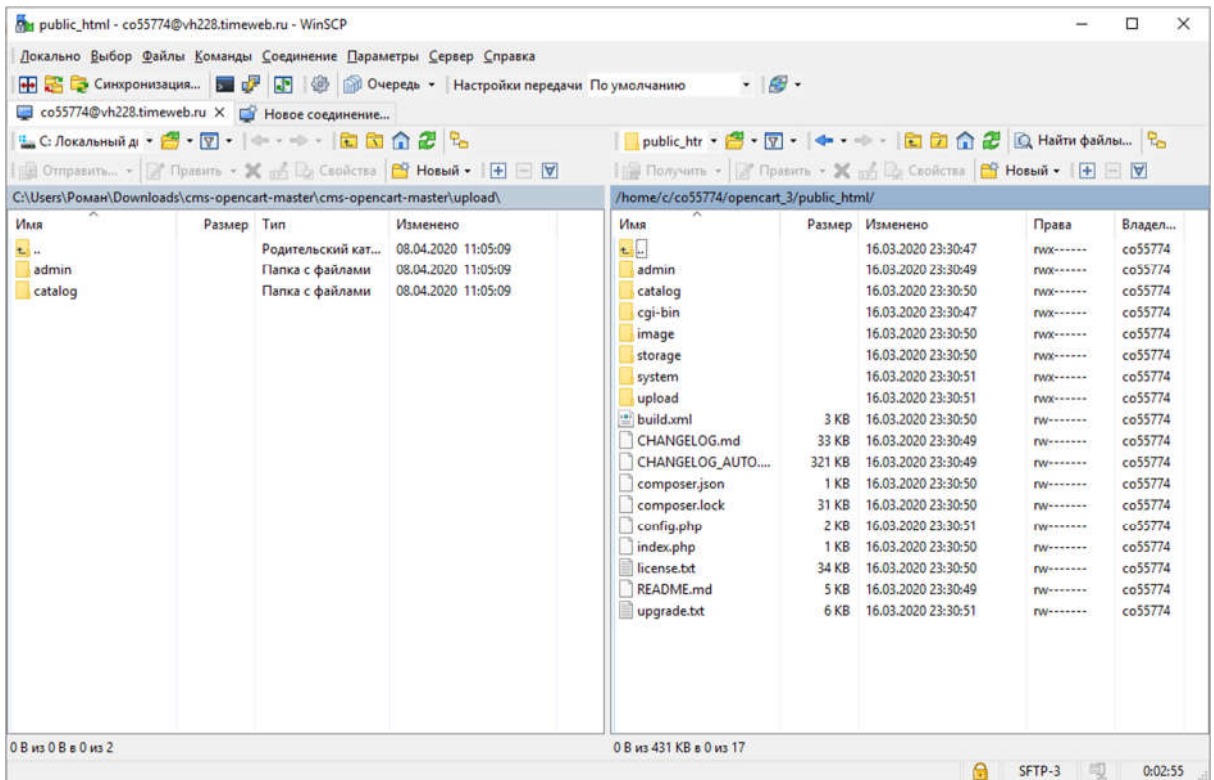 public_html - co55774@vh228.timeweb.ru - WinSCP
Локально Выбор Файлы Команды Соединение Параметры Сервер Справка
Синхронизация... Очередь Настройки передачи По умолчанию
co55774@vh228.timeweb.ru X Новое соединение...
C: Локальный ди public_htr Найти файлы...
Отправить... Править Свойства Новый Получить Править Свойства Новый
C:\Users\Роман\Downloads\cms-opencart-master\cms-opencart-master\upload\ /home/c/co55774/opencart_3/public_html/
Имя Размер Тип Изменено Имя Размер Изменено Права Владел...
.. Родительский кат... 08.04.2020 11:05:09 .. 16.03.2020 23:30:47 rwx------ co55774
admin Папка с файлами 08.04.2020 11:05:09 admin 16.03.2020 23:30:49 rwx------ co55774
catalog Папка с файлами 08.04.2020 11:05:09 catalog 16.03.2020 23:30:50 rwx------ co55774
cgi-bin 16.03.2020 23:30:47 rwx------ co55774
image 16.03.2020 23:30:50 rwx------ co55774
storage 16.03.2020 23:30:50 rwx------ co55774
system 16.03.2020 23:30:51 rwx------ co55774
upload 16.03.2020 23:30:51 rwx------ co55774
build.xml 3 KB 16.03.2020 23:30:50 rw------- co55774
CHANGELOG.md 33 KB 16.03.2020 23:30:49 rw------- co55774
CHANGELOG_AUTO.... 321 KB 16.03.2020 23:30:49 rw------- co55774
composer.json 1 KB 16.03.2020 23:30:50 rw------- co55774
composer.lock 31 KB 16.03.2020 23:30:50 rw------- co55774
config.php 2 KB 16.03.2020 23:30:51 rw------- co55774
index.php 1 KB 16.03.2020 23:30:50 rw------- co55774
license.txt 34 KB 16.03.2020 23:30:50 rw------- co55774
README.md 5 KB 16.03.2020 23:30:49 rw------- co55774
upgrade.txt 6 KB 16.03.2020 23:30:51 rw------- co55774
0 B из 0 B в 0 из 2 0 B из 431 KB в 0 из 17
SFTP-3 0:02:55